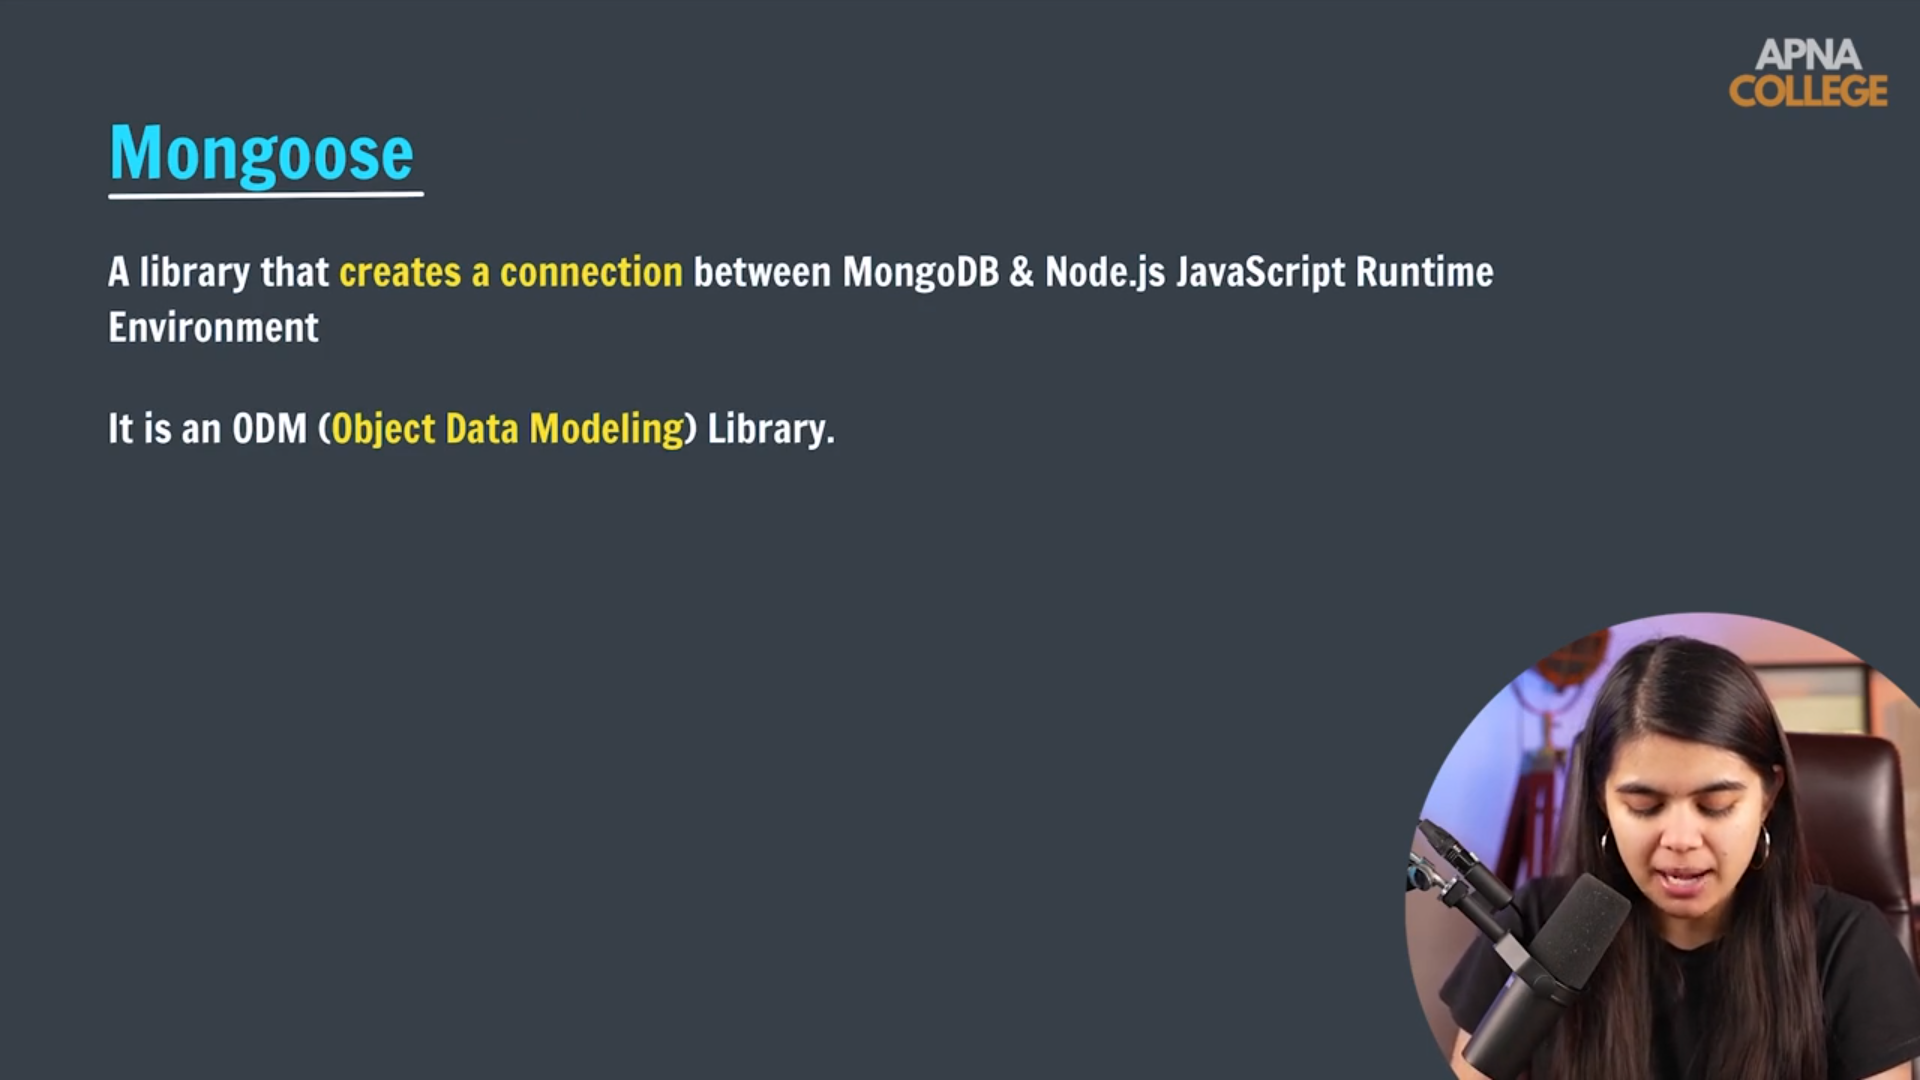 APNA
COLLEGE
Mongoose
A library that creates a connection between MongoDB & Node.js JavaScript Runtime
Environment
It is an ODM (Object Data Modeling) Library.